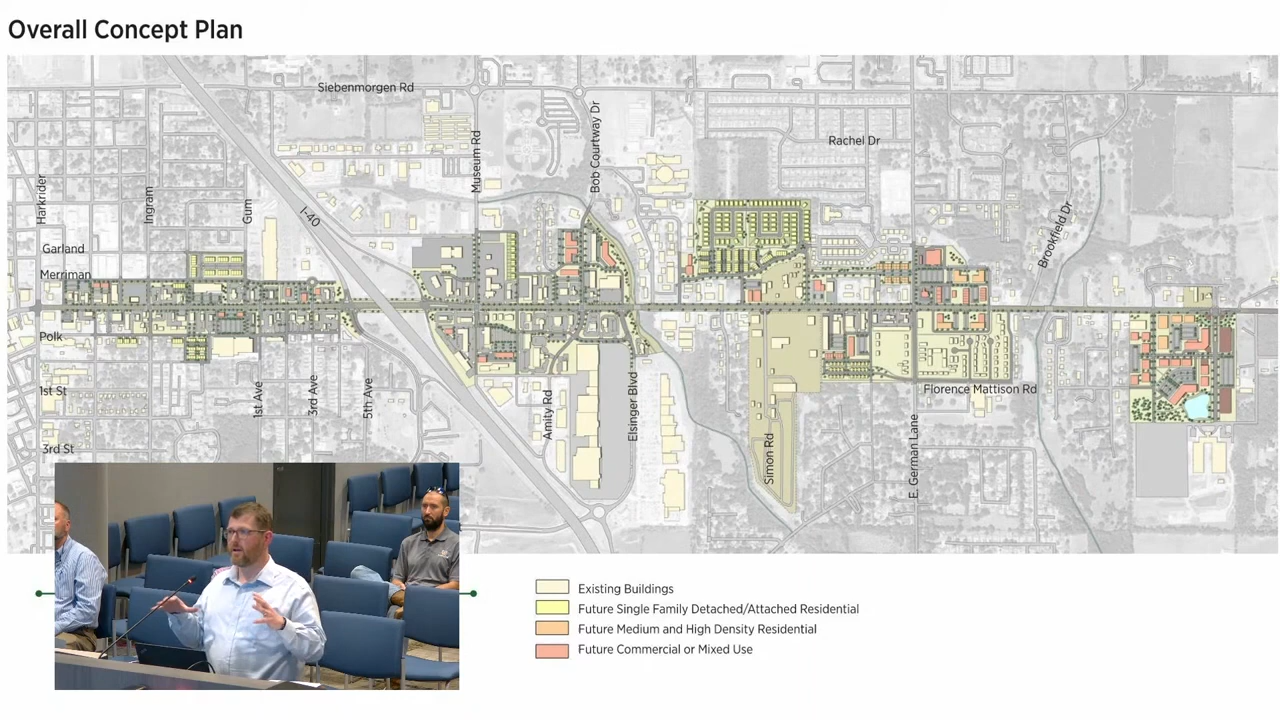 Overall Concept Plan
Siebenmorgen Rd
Museum Rd
Bob Courtway Dr
Rachel Dr
Harkrider
Ingram
Gum
I-40
Brookfield Dr
Garland
Merriman
Polk
1st St
1st Ave
3rd Ave
5th Ave
Amity Rd
Elsinger Blvd
Simon Rd
E. German Lane
Florence Mattison Rd
3rd St
Existing Buildings
Future Single Family Detached/Attached Residential
Future Medium and High Density Residential
Future Commercial or Mixed Use